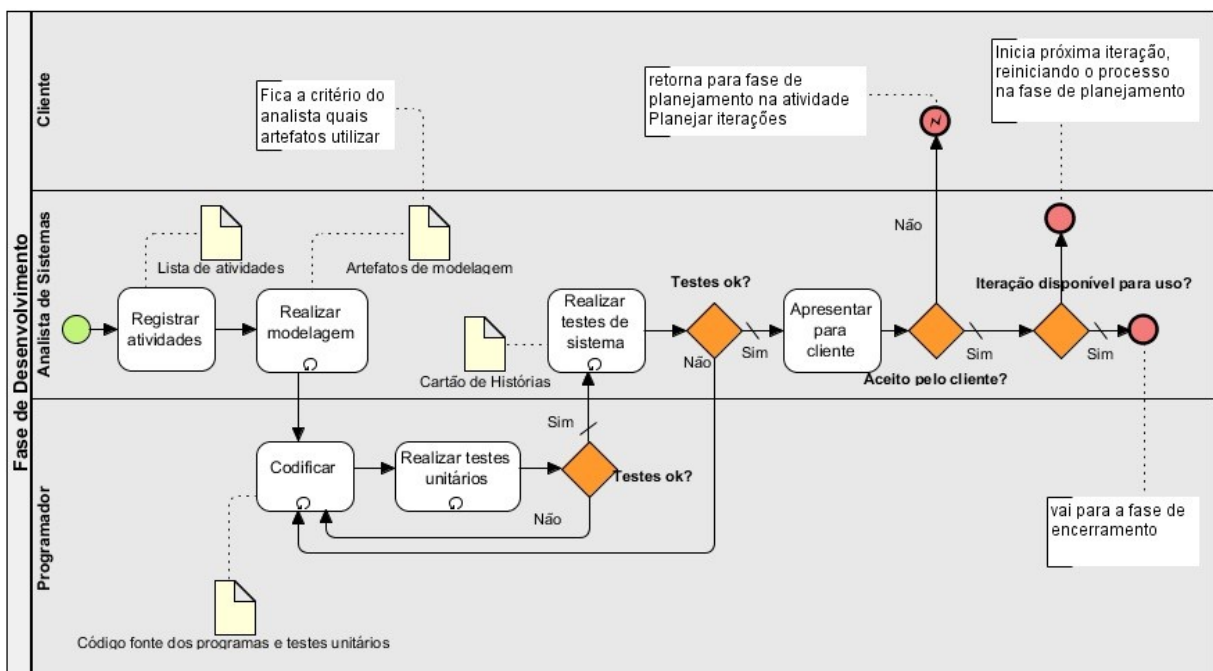 Fase de Desenvolvimento
Cliente
Fica a critério do
analista quais
artefatos utilizar
retorna para fase de
planejamento na atividade
Planejar iterações
Inicia próxima iteração,
reiniciando o processo
na fase de planejamento
Analista de Sistemas
Lista de atividades
Artefatos de modelagem
Registrar
atividades
Realizar
modelagem
Cartão de Histórias
Realizar
testes de
sistema
Testes ok?
Não
Sim
Apresentar
para
cliente
Não
Aceito pelo cliente?
Sim
Iteração disponível para uso?
Sim
Programador
Codificar
Realizar testes
unitários
Sim
Testes ok?
Não
Código fonte dos programas e testes unitários
vai para a fase de
encerramento